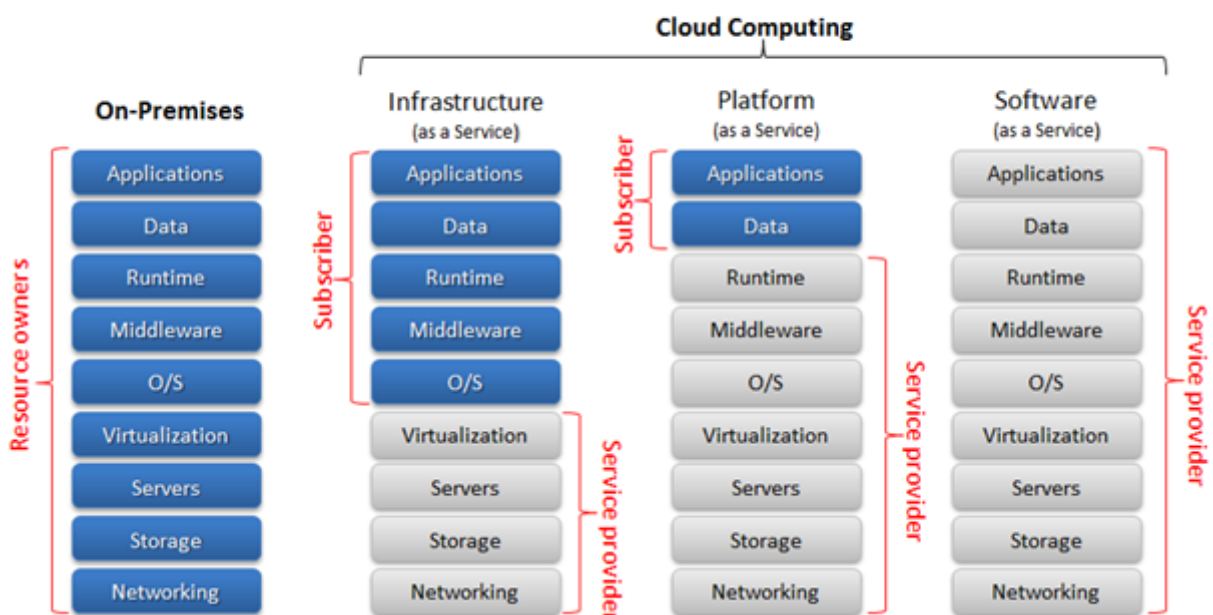 Cloud Computing
On-Premises
Resource owners
Applications
Data
Runtime
Middleware
O/S
Virtualization
Servers
Storage
Networking
Infrastructure
(as a Service)
Subscriber
Applications
Data
Runtime
Middleware
O/S
Virtualization
Servers
Storage
Networking
Service provider
Platform
(as a Service)
Subscriber
Applications
Data
Runtime
Middleware
O/S
Virtualization
Servers
Storage
Networking
Service provider
Software
(as a Service)
Applications
Data
Runtime
Middleware
O/S
Virtualization
Servers
Storage
Networking
Service provider